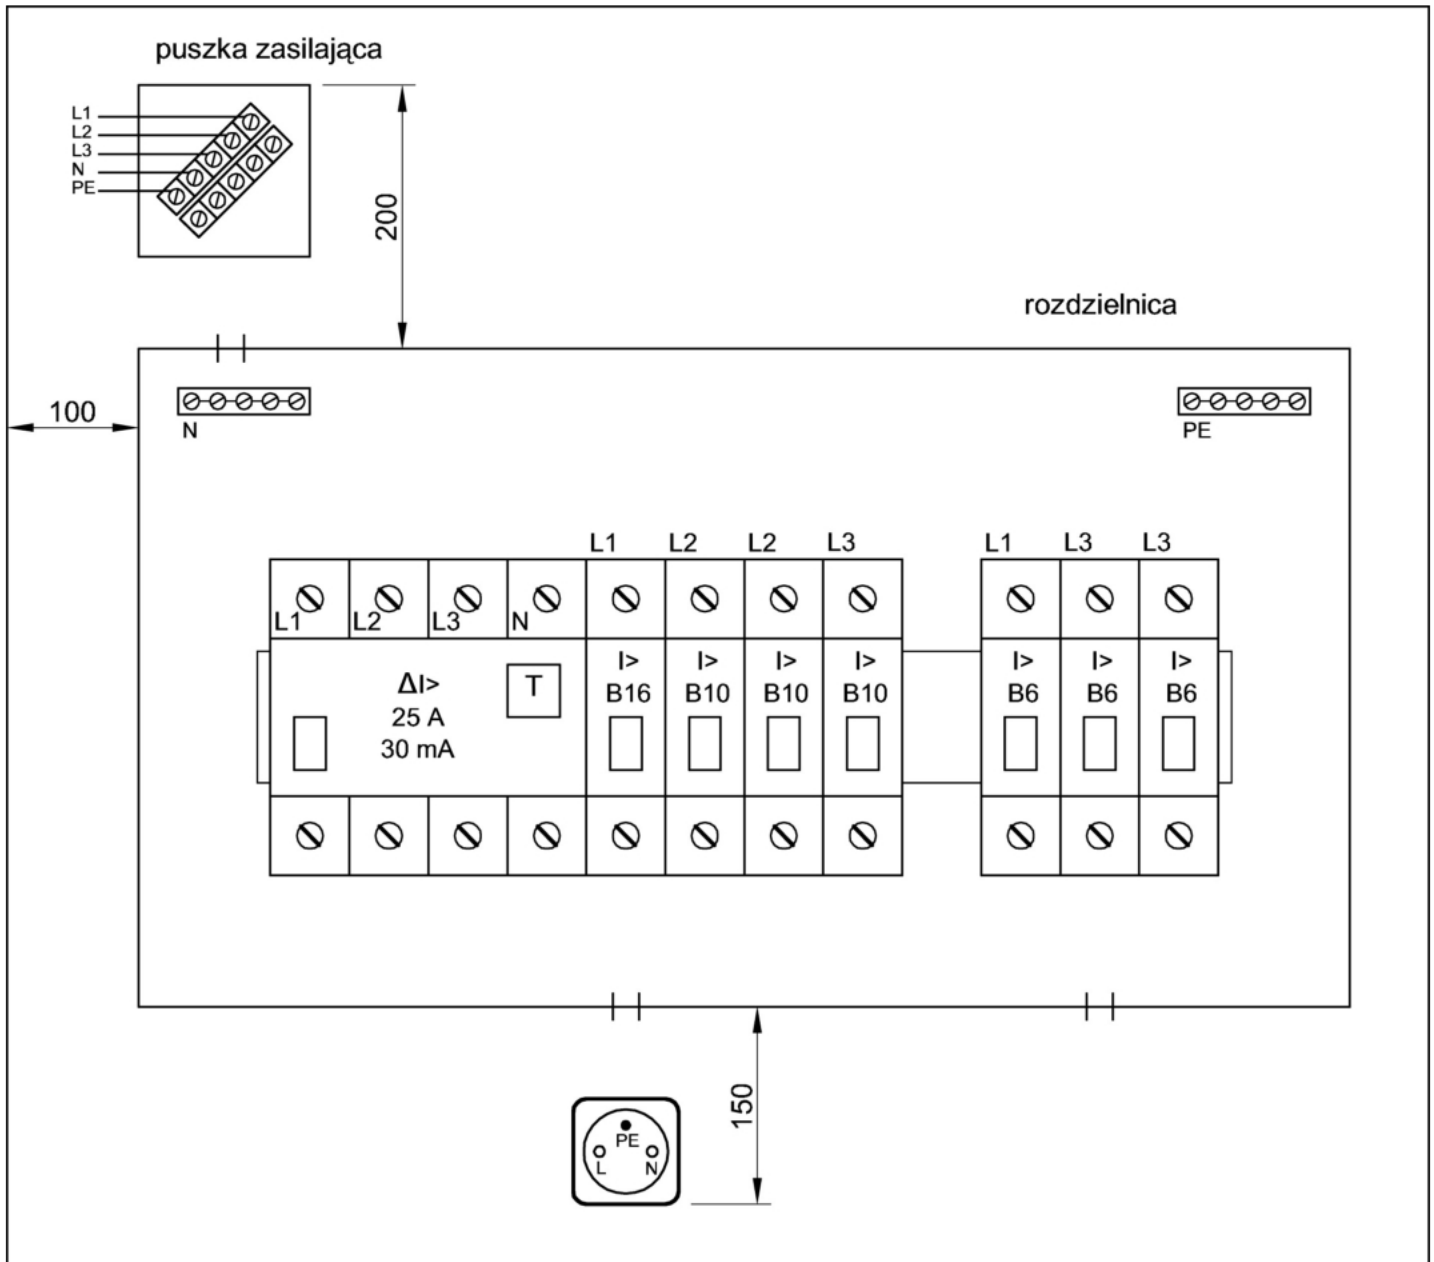 puszka zasilająca
L1
L2
L3
N
PE
200
rozdzielnica
100
N
PE
L1 L2 L2 L3 L1 L3 L3
L1 L2 L3 N
ΔI>
25 A
30 mA
T
I> I> I> I> I> I> I>
B16 B10 B10 B10 B6 B6 B6
150
PE
L N